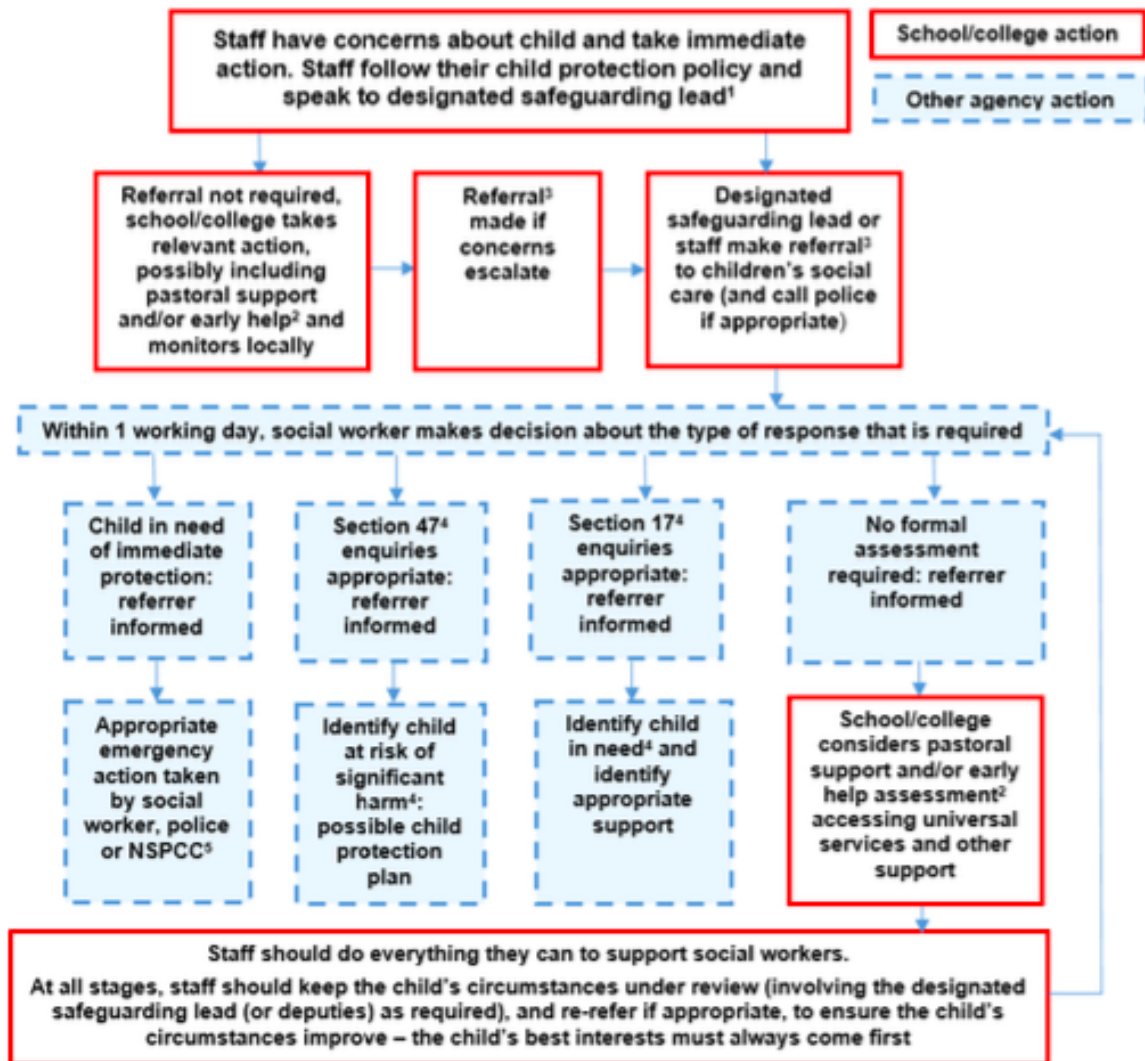 Staff have concerns about child and take immediate
action. Staff follow their child protection policy and
speak to designated safeguarding lead¹
School/college action
Other agency action
Referral not required,
school/college takes
relevant action,
possibly including
pastoral support
and/or early help² and
monitors locally
Referral³
made if
concerns
escalate
Designated
safeguarding lead or
staff make referral³
to children's social
care (and call police
if appropriate)
Within 1 working day, social worker makes decision about the type of response that is required
Child in need
of immediate
protection:
referrer
informed
Section 47⁴
enquiries
appropriate:
referrer
informed
Section 17⁴
enquiries
appropriate:
referrer
informed
No formal
assessment
required: referrer
informed
Appropriate
emergency
action taken
by social
worker, police
or NSPCC⁵
Identify child
at risk of
significant
harm⁴:
possible child
protection
plan
Identify child
in need⁴ and
identify
appropriate
support
School/college
considers pastoral
support and/or early
help assessment²
accessing universal
services and other
support
Staff should do everything they can to support social workers.
At all stages, staff should keep the child's circumstances under review (involving the designated
safeguarding lead (or deputies) as required), and re-refer if appropriate, to ensure the child's
circumstances improve – the child's best interests must always come first